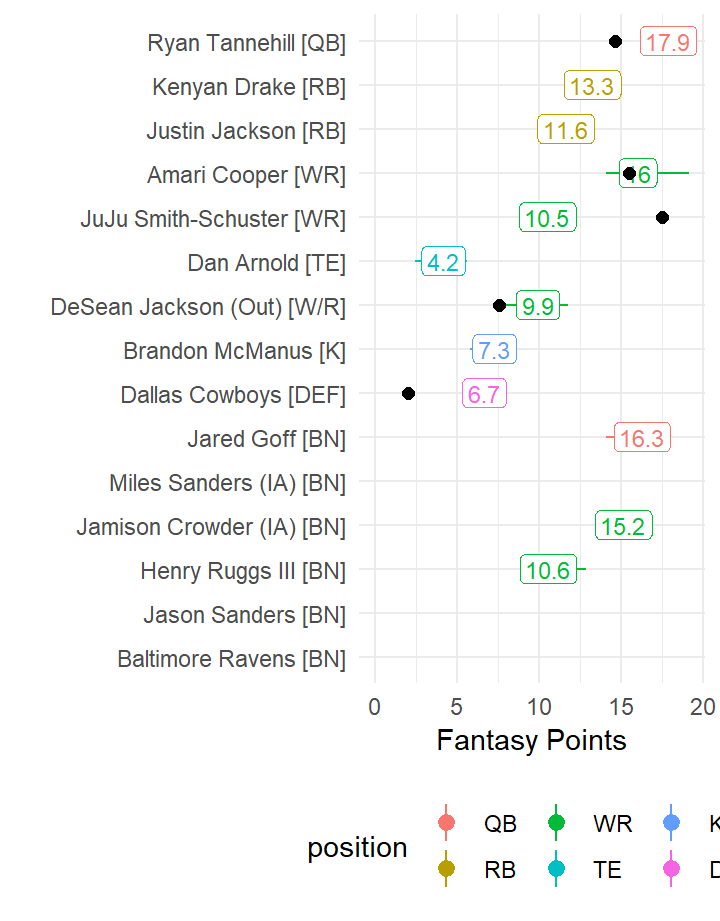 Ryan Tannehill [QB] 17.9
Kenyan Drake [RB] 13.3
Justin Jackson [RB] 11.6
Amari Cooper [WR] 6
JuJu Smith-Schuster [WR] 10.5
Dan Arnold [TE] 4.2
DeSean Jackson (Out) [W/R] 9.9
Brandon McManus [K] 7.3
Dallas Cowboys [DEF] 6.7
Jared Goff [BN] 16.3
Miles Sanders (IA) [BN]
Jamison Crowder (IA) [BN] 15.2
Henry Ruggs III [BN] 10.6
Jason Sanders [BN]
Baltimore Ravens [BN]
0 5 10 15 20
Fantasy Points
position
QB WR K
RB TE D